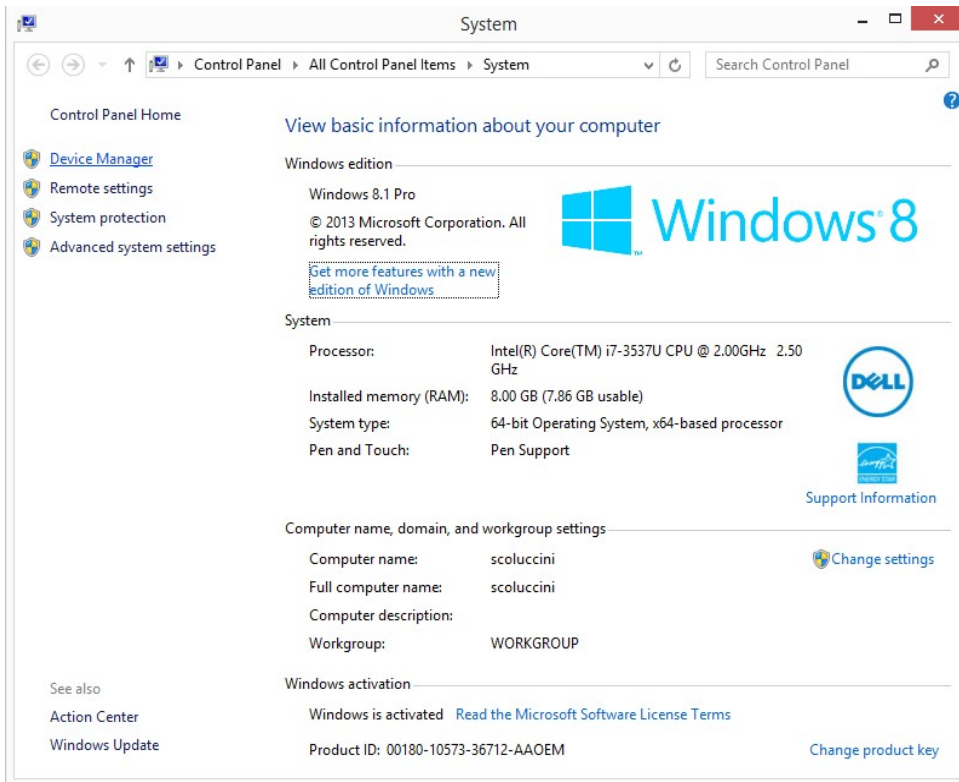 System
Control Panel All Control Panel Items System
Search Control Panel
Control Panel Home
Device Manager
Remote settings
System protection
Advanced system settings
See also
Action Center
Windows Update
View basic information about your computer
Windows edition
Windows 8.1 Pro
© 2013 Microsoft Corporation. All
rights reserved.
Get more features with a new
edition of Windows
Windows® 8
™
System
Processor: Intel(R) Core(TM) i7-3537U CPU @ 2.00GHz 2.50
GHz
Installed memory (RAM): 8.00 GB (7.86 GB usable)
System type: 64-bit Operating System, x64-based processor
Pen and Touch: Pen Support
DELL
energy
ENERGY STAR
Support Information
Computer name, domain, and workgroup settings
Computer name: scoluccini
Change settings
Full computer name: scoluccini
Computer description:
Workgroup: WORKGROUP
Windows activation
Windows is activated Read the Microsoft Software License Terms
Product ID: 00180-10573-36712-AAOEM
Change product key